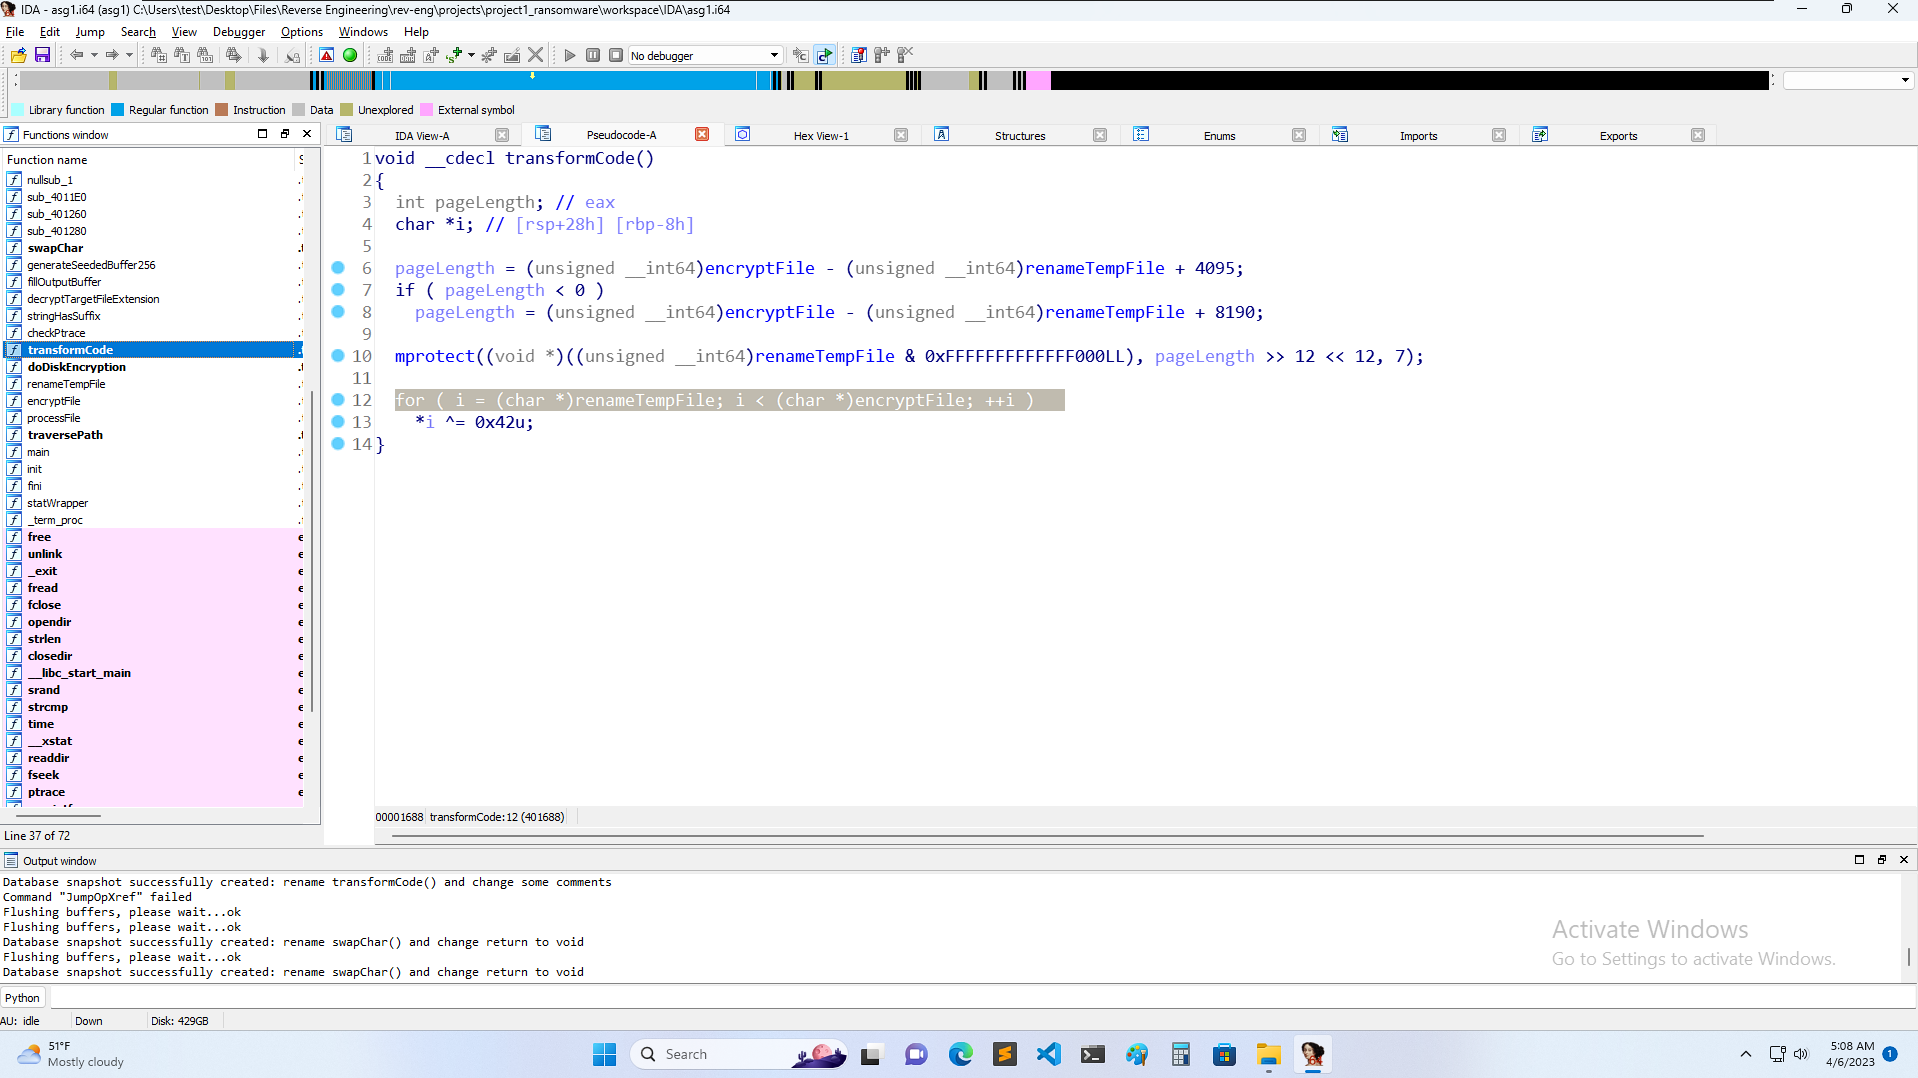 IDA - asg1.i64 (asg1) C:\Users\test\Desktop\Files\Reverse Engineering\rev-eng\projects\project1_ransomware\workspace\IDA\asg1.i64
File Edit Jump Search View Debugger Options Windows Help
No debugger
Library function Regular function Instruction Data Unexplored External symbol
Functions window
IDA View-A Pseudocode-A Hex View-1 Structures Enums Imports Exports
Function name
nullsub_1
sub_4011E0
sub_401260
sub_401280
swapChar
generateSeededBuffer256
fillOutputBuffer
decryptTargetFileExtension
stringHasSuffix
checkPtrace
transformCode
doDiskEncryption
renameTempFile
encryptFile
processFile
traversePath
main
init
fini
statWrapper
_term_proc
free
unlink
_exit
fread
fclose
opendir
strlen
closedir
__libc_start_main
srand
strcmp
time
__xstat
readdir
fseek
ptrace
Line 37 of 72
1 void __cdecl transformCode()
2 {
3 int pageLength; // eax
4 char *i; // [rsp+28h] [rbp-8h]
5
6 pageLength = (unsigned __int64)encryptFile - (unsigned __int64)renameTempFile + 4095;
7 if ( pageLength < 0 )
8 pageLength = (unsigned __int64)encryptFile - (unsigned __int64)renameTempFile + 8190;
9
10 mprotect((void *)((unsigned __int64)renameTempFile & 0xFFFFFFFFFFFFF000LL), pageLength >> 12 << 12, 7);
11
12 for ( i = (char *)renameTempFile; i < (char *)encryptFile; ++i )
13 *i ^= 0x42u;
14 }
00001688 transformCode:12 (401688)
Output window
Database snapshot successfully created: rename transformCode() and change some comments
Command "JumpOpXref" failed
Flushing buffers, please wait...ok
Flushing buffers, please wait...ok
Database snapshot successfully created: rename swapChar() and change return to void
Flushing buffers, please wait...ok
Database snapshot successfully created: rename swapChar() and change return to void
Activate Windows
Go to Settings to activate Windows.
Python
AU: idle Down Disk: 429GB
51°F
Mostly cloudy
Search
5:08 AM
4/6/2023
1